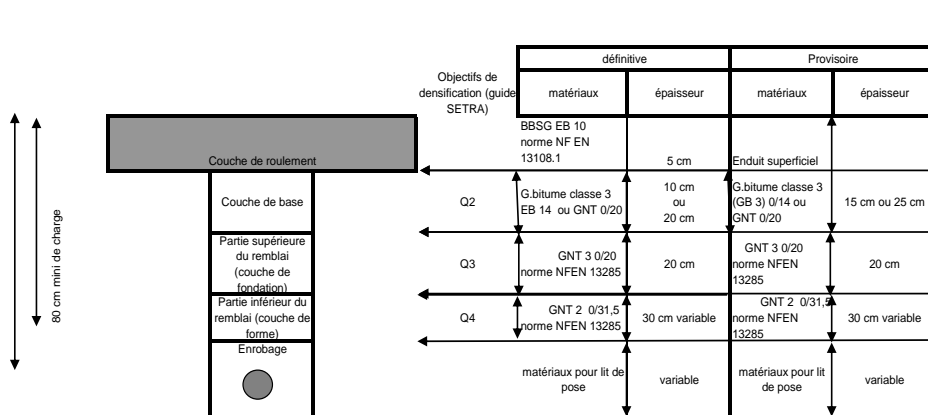 définitive
Provisoire
Objectifs de
densification (guide
SETRA)
matériaux
épaisseur
matériaux
épaisseur
BBSG EB 10
norme NF EN
13108.1
5 cm
Enduit superficiel
Couche de roulement
Couche de base
Q2
G.bitume classe 3
EB 14 ou GNT 0/20
10 cm
ou
20 cm
G.bitume classe 3
(GB 3) 0/14 ou
GNT 0/20
15 cm ou 25 cm
Partie supérieure
du remblai
(couche de
fondation)
Q3
GNT 3 0/20
norme NFEN 13285
20 cm
GNT 3 0/20
norme NFEN
13285
20 cm
Partie inférieur du
remblai (couche de
forme)
Q4
GNT 2 0/31,5
norme NFEN 13285
30 cm variable
GNT 2 0/31,5
norme NFEN
13285
30 cm variable
Enrobage
matériaux pour lit de
pose
variable
matériaux pour lit
de pose
variable
80 cm mini de charge